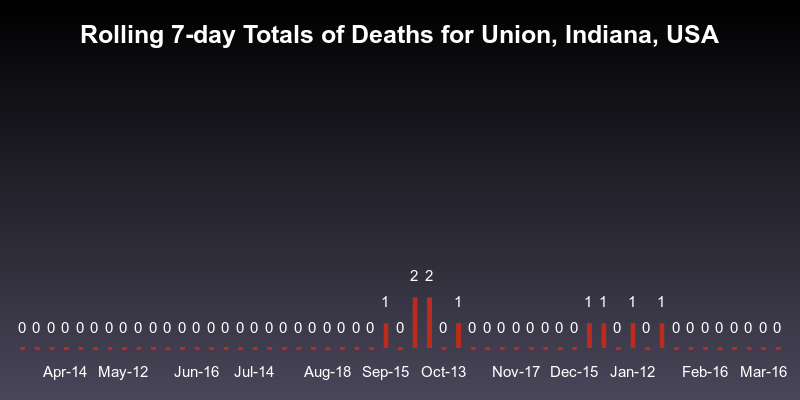 Rolling 7-day Totals of Deaths for Union, Indiana, USA
2 2
1 1 1 1 1 1
0 0 0 0 0 0 0 0 0 0 0 0 0 0 0 0 0 0 0 0 0 0 0 0 0 0 0 0 0 0 0 0 0 0 0 0 0 0 0 0 0 0 0 0 0
Apr-14 May-12 Jun-16 Jul-14 Aug-18 Sep-15 Oct-13 Nov-17 Dec-15 Jan-12 Feb-16 Mar-16